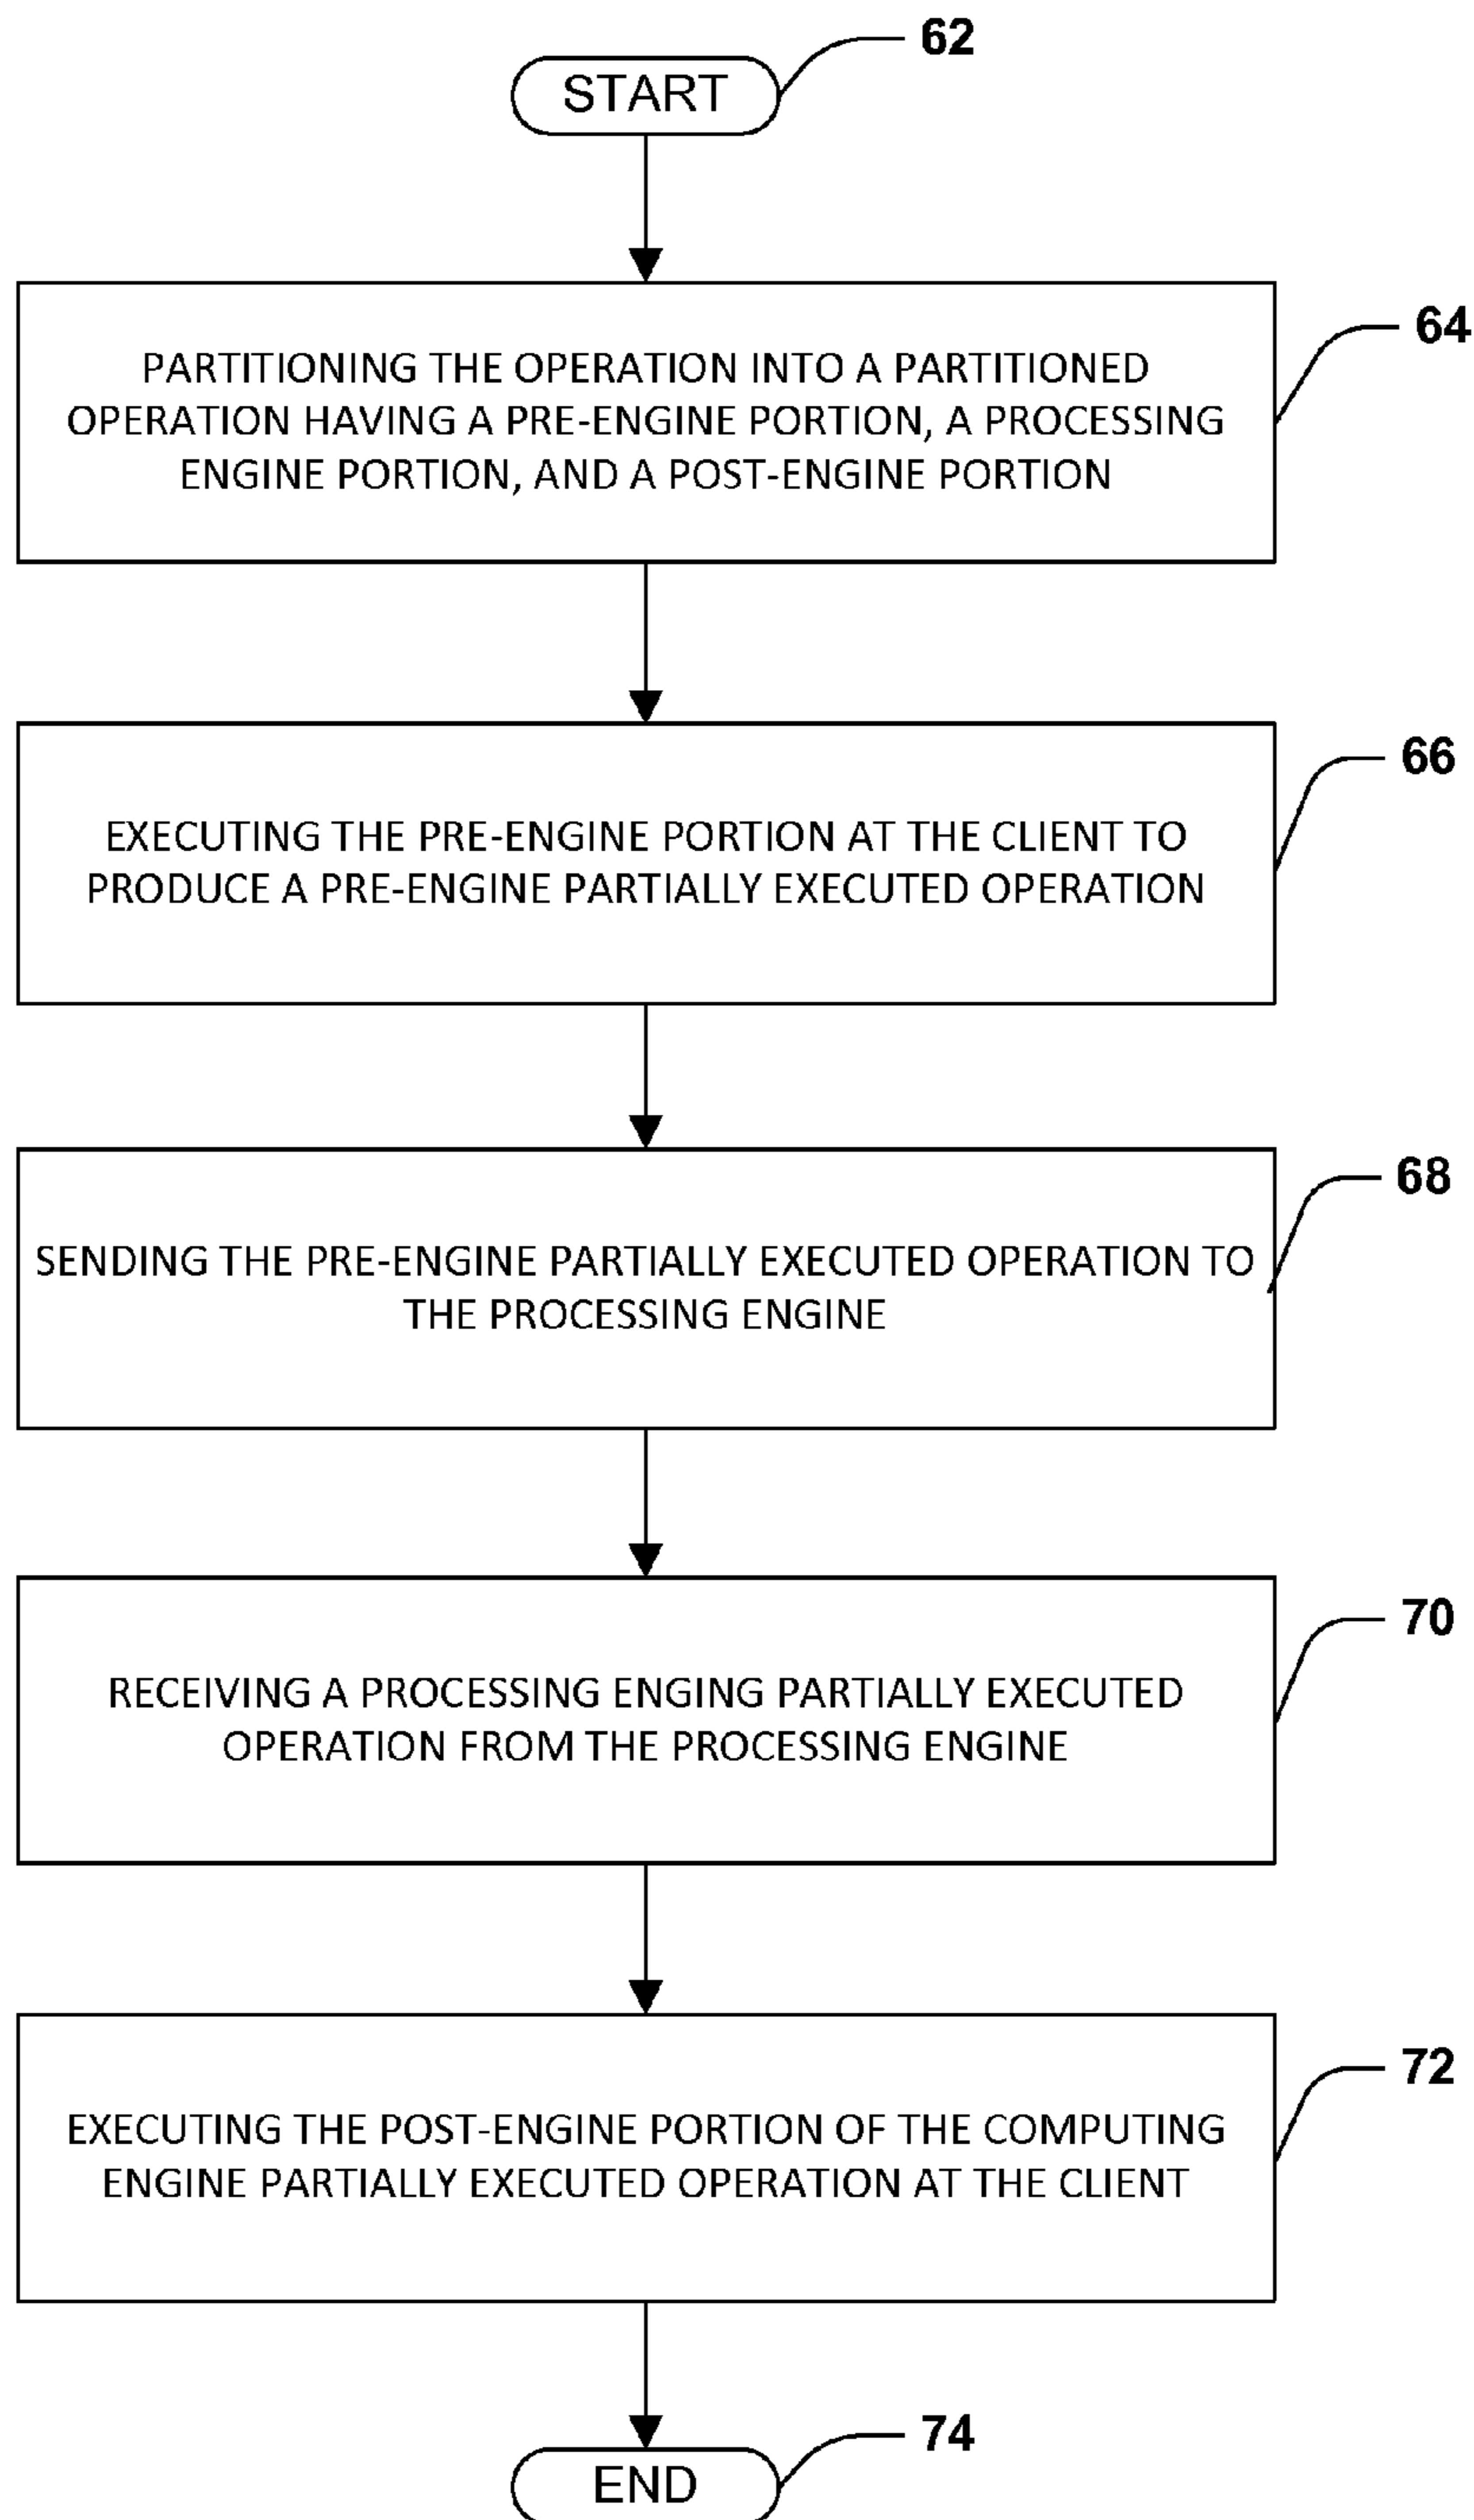 62
START
64
PARTITIONING THE OPERATION INTO A PARTITIONED
OPERATION HAVING A PRE-ENGINE PORTION, A PROCESSING
ENGINE PORTION, AND A POST-ENGINE PORTION
66
EXECUTING THE PRE-ENGINE PORTION AT THE CLIENT TO
PRODUCE A PRE-ENGINE PARTIALLY EXECUTED OPERATION
68
SENDING THE PRE-ENGINE PARTIALLY EXECUTED OPERATION TO
THE PROCESSING ENGINE
70
RECEIVING A PROCESSING ENGING PARTIALLY EXECUTED
OPERATION FROM THE PROCESSING ENGINE
72
EXECUTING THE POST-ENGINE PORTION OF THE COMPUTING
ENGINE PARTIALLY EXECUTED OPERATION AT THE CLIENT
74
END